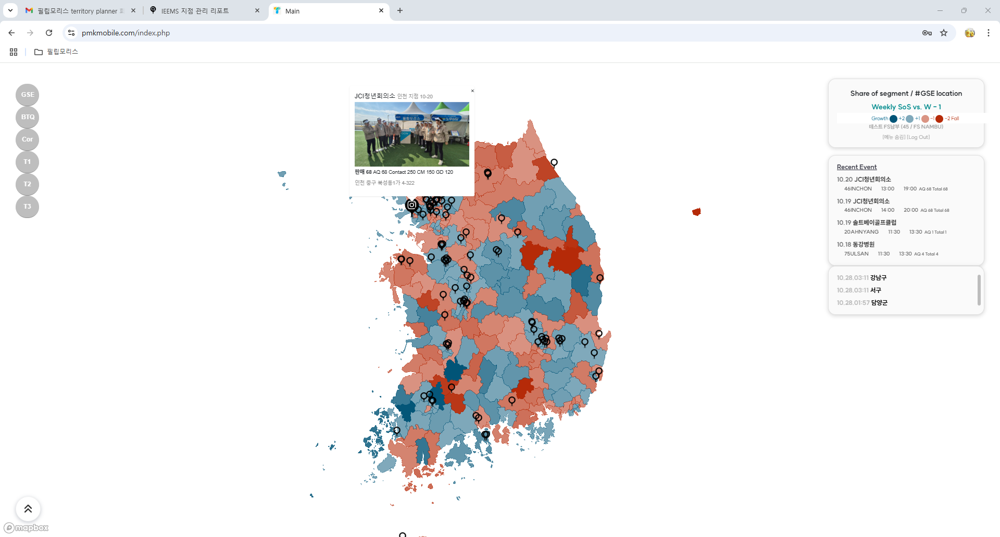 필립모리스 territory planner
IEEMS 지점 관리 리포트
Main
pmkmobile.com/index.php
필립모리스
GSE
BTQ
Cor
T1
T2
T3
JCI청년회의소 인천 지점 10-20
필립모리스
노무상담
판매 68 AQ 68 Contact 250 CM 150 GD 120
인천 중구 북성동1가 4-322
Share of segment / #GSE location
Weekly SoS vs. W - 1
Growth +2 +1 -1 -2 Fall
테스트 FS남부 (45 / FS NAMBU)
[메뉴 숨김] [Log Out]
Recent Event
10.20 JCI청년회의소
46INCHON 13:00 19:00 AQ 68 Total 68
10.19 JCI청년회의소
46INCHON 14:00 20:00 AQ 68 Total 68
10.19 솔트베이골프클럽
20AHNYANG 11:30 13:30 AQ 1 Total 1
10.18 동강병원
75ULSAN 11:30 13:30 AQ 4 Total 4
10.28.03:11 강남구
10.28.03:11 서구
10.28.01:57 담양군
mapbox